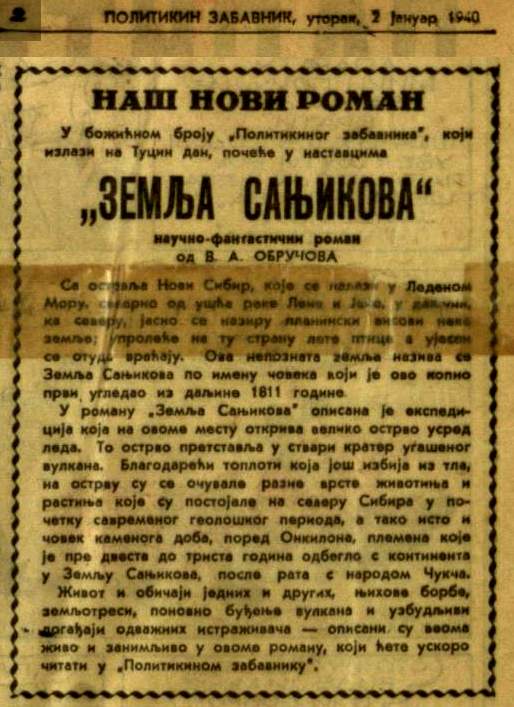 2
ПОЛИТИКИН ЗАБАВНИК, уторак, 2 јануар 1940
НАШ НОВИ РОМАН
У божићном броју „Политикиног забавника", који
излази на Туцин дан, почеће у наставцима
„ЗЕМЉА САЊИКОВА"
научно-фантастични роман
од В. А. ОБРУЧОВА
Са острвља Нови Сибир, које се налази у Леденом
Мору, северно од ушћа реке Лене и Јане, у даљини,
ка северу, јасно се назиру планински висови неке
земље; упролеће на ту страну лете птице а ујесен
се отуда враћају. Ова непозната земља назива се
Земља Сањикова по имену човека који је ово копно
први угледао из даљине 1811 године.
У роману „Земља Сањикова" описана је експеди-
ција која на овоме месту открива велико острво усред
леда. То острво претставља у ствари кратер угашеног
вулкана. Благодарећи топлоти која још избија из тла,
на острву су се очувале разне врсте животиња и
растиња које су постојале на северу Сибира у по-
четку савременог геолошког периода, а тако исто и
човек каменога доба, поред Онкилона, племена које
је пре двеста до триста година одбегло с континента
у Земљу Сањикова, после рата с народом Чукча.
Живот и обичаји једних и других, њихове борбе,
земљотреси, поновно буђење вулкана и узбудљиви
догађаји одважних истраживача — описани су веома
живо и занимљиво у овоме роману, који ћете ускоро
читати у „Политикином забавнику".